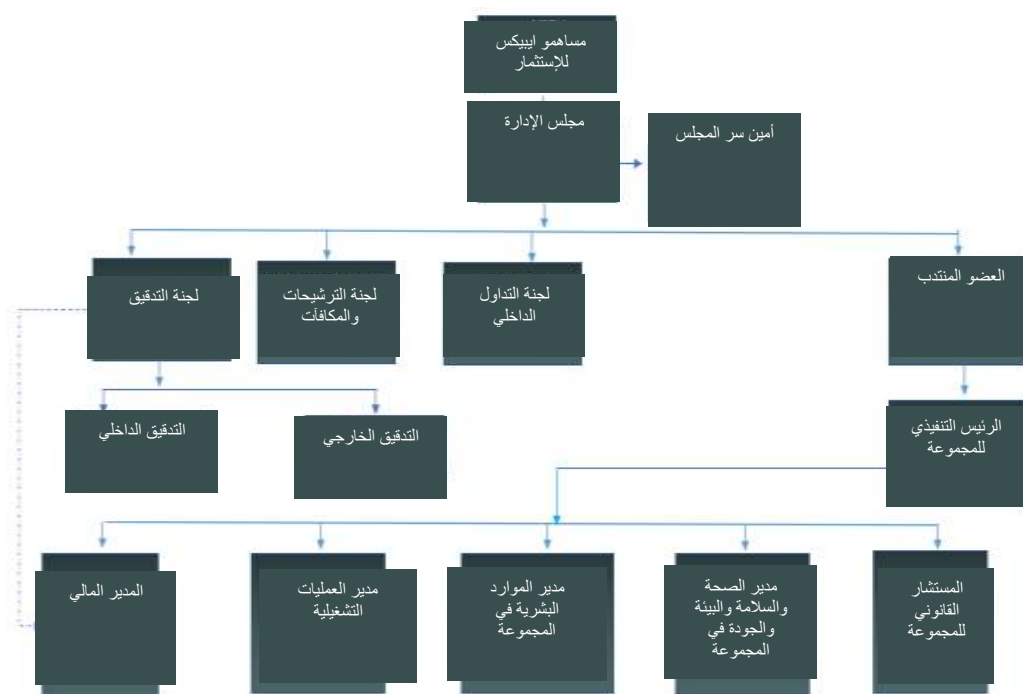 مساهمو ايبيكس
للإستثمار
مجلس الإدارة
أمين سر المجلس
العضو المنتدب
لجنة التداول
الداخلي
لجنة الترشيحات
والمكافآت
لجنة التدقيق
الرئيس التنفيذي
للمجموعة
التدقيق الخارجي
التدقيق الداخلي
المستشار
القانوني
للمجموعة
مدير الصحة
والسلامة والبيئة
والجودة في
المجموعة
مدير الموارد
البشرية في
المجموعة
مدير العمليات
التشغيلية
المدير المالي